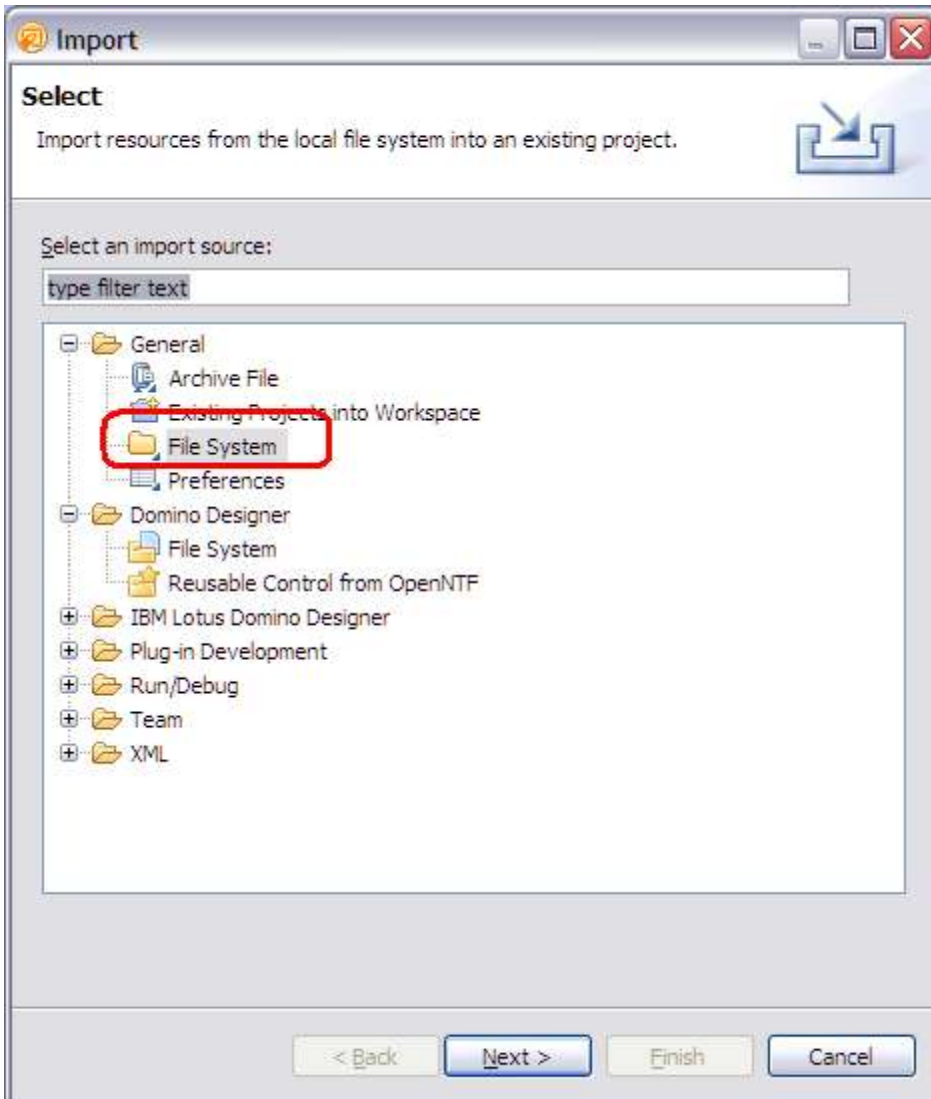 Import
Select
Import resources from the local file system into an existing project.
Select an import source:
type filter text
General
Archive File
Existing Projects into Workspace
File System
Preferences
Domino Designer
File System
Reusable Control from OpenNTF
IBM Lotus Domino Designer
Plug-in Development
Run/Debug
Team
XML
< Back Next > Finish Cancel